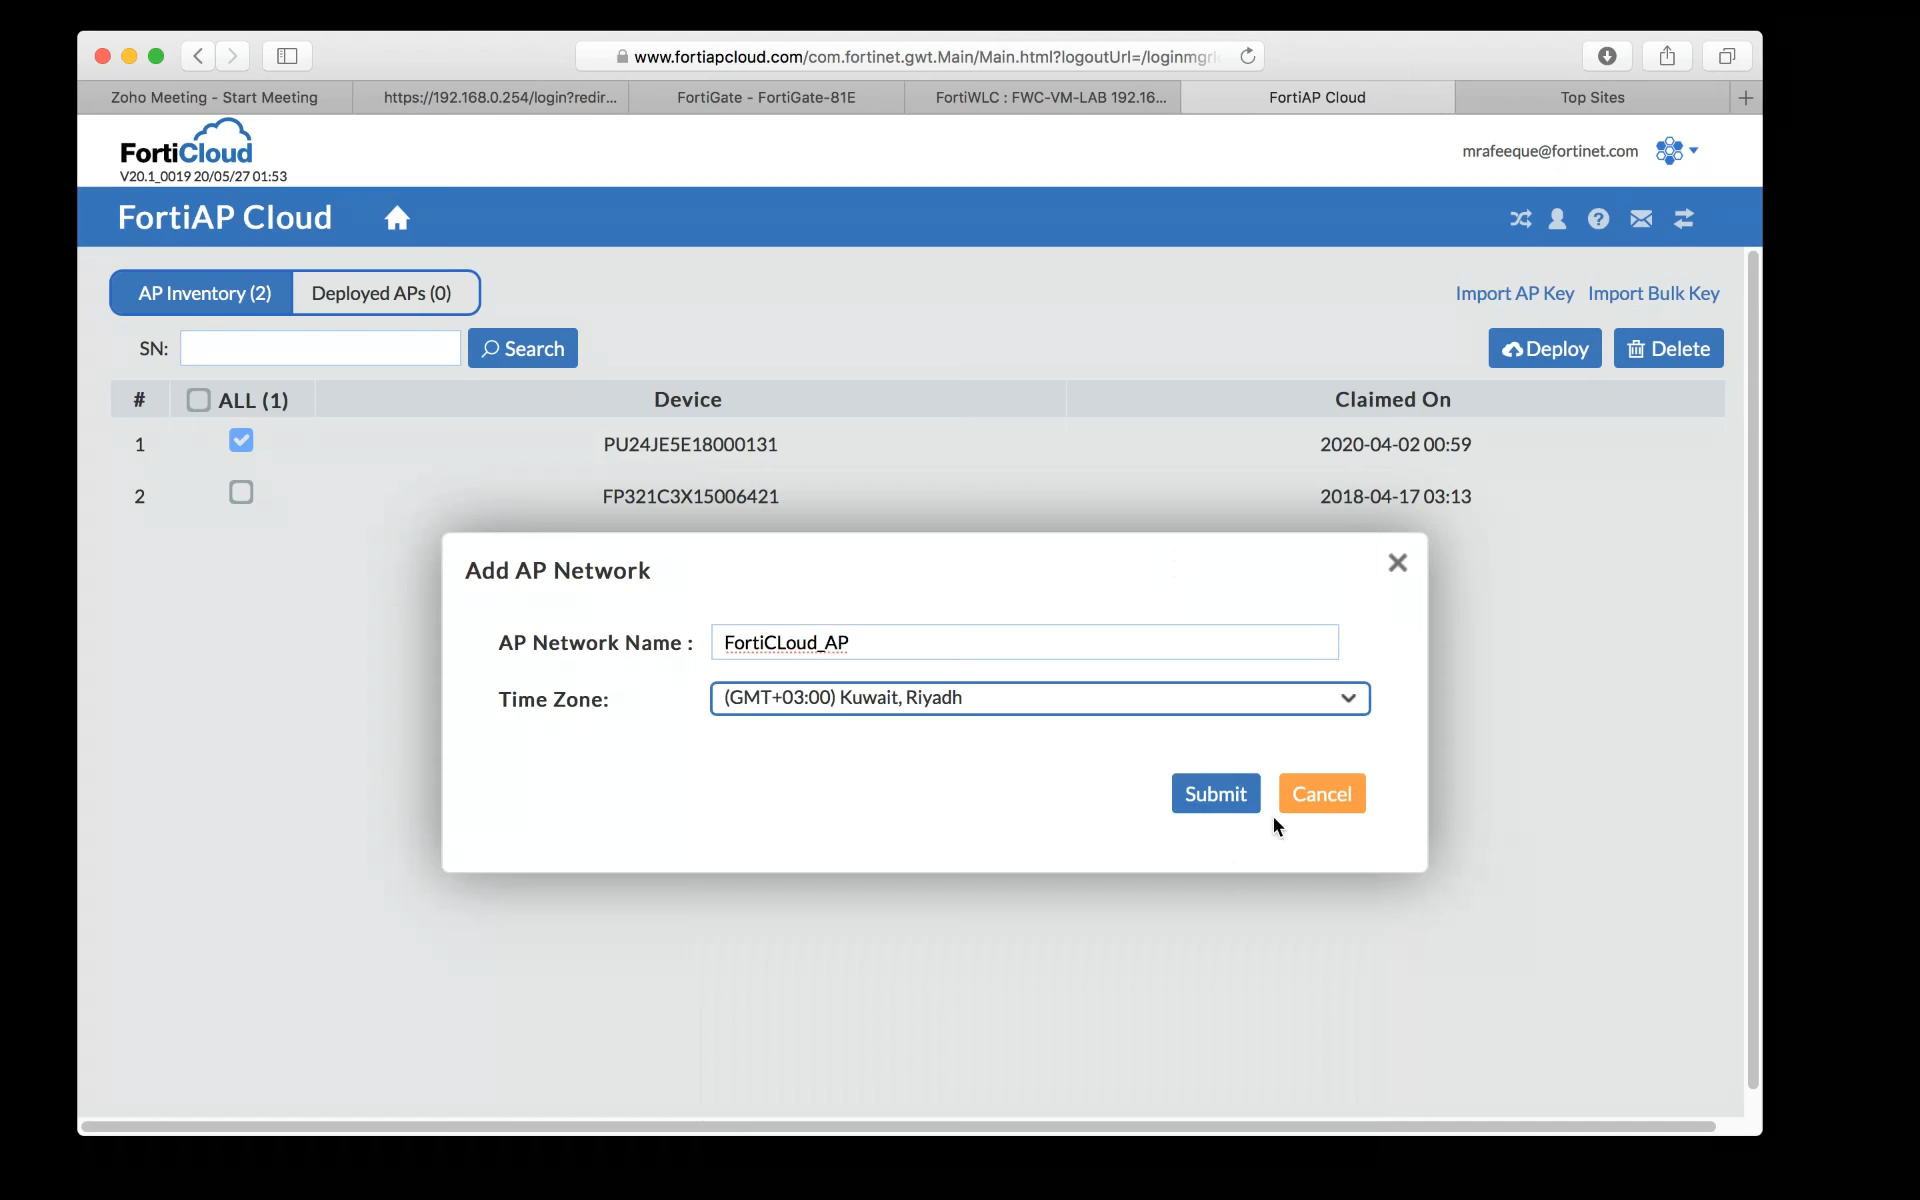 www.fortiapcloud.com/com.fortinet.gwt.Main/Main.html?logoutUrl=/loginmgr
Zoho Meeting - Start Meeting https://192.168.0.254/login?redir... FortiGate - FortiGate-81E FortiWLC : FWC-VM-LAB 192.16... FortiAP Cloud Top Sites
FortiCloud
V20.1_0019 20/05/27 01:53
mrafeeque@fortinet.com
FortiAP Cloud
AP Inventory (2) Deployed APs (0) Import AP Key Import Bulk Key
SN: Search Deploy Delete
# ALL (1) Device Claimed On
1 PU24JE5E18000131 2020-04-02 00:59
2 FP321C3X15006421 2018-04-17 03:13
Add AP Network
AP Network Name : FortiCLoud_AP
Time Zone: (GMT+03:00) Kuwait, Riyadh
Submit Cancel